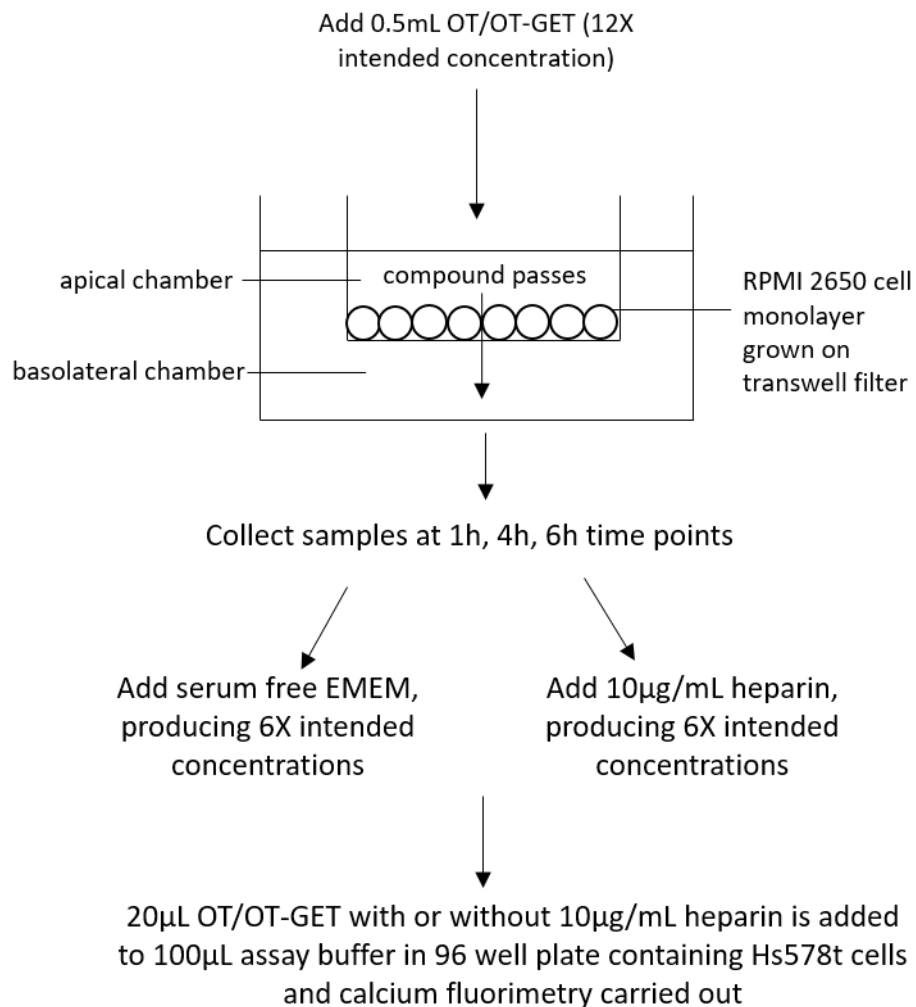 Add 0.5mL OT/OT-GET (12X
intended concentration)
apical chamber
compound passes
RPMI 2650 cell
monolayer
grown on
transwell filter
basolateral chamber
Collect samples at 1h, 4h, 6h time points
Add serum free EMEM,
producing 6X intended
concentrations
Add 10µg/mL heparin,
producing 6X intended
concentrations
20µL OT/OT-GET with or without 10µg/mL heparin is added
to 100µL assay buffer in 96 well plate containing Hs578t cells
and calcium fluorimetry carried out